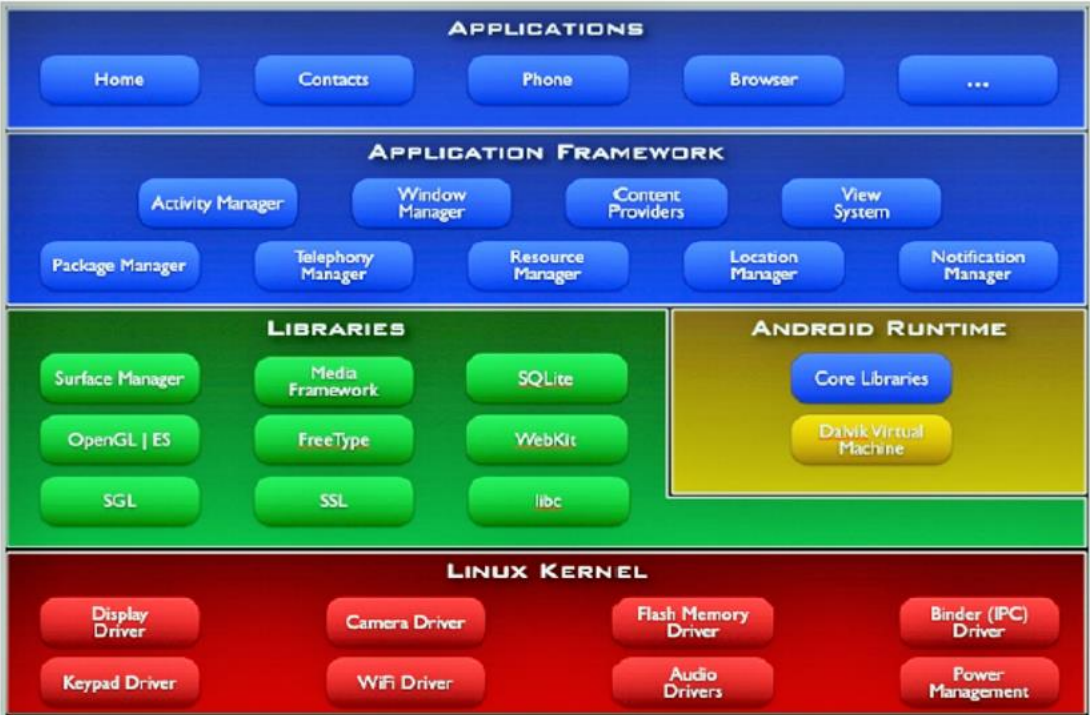 APPLICATIONS
Home
Contacts
Phone
Browser
...
APPLICATION FRAMEWORK
Activity Manager
Window
Manager
Content
Providers
View
System
Package Manager
Telephony
Manager
Resource
Manager
Location
Manager
Notification
Manager
LIBRARIES
Surface Manager
Media
Framework
SQLite
OpenGL | ES
FreeType
WebKit
SGL
SSL
libc
ANDROID RUNTIME
Core Libraries
Dalvik Virtual
Machine
LINUX KERNEL
Display
Driver
Camera Driver
Flash Memory
Driver
Binder (IPC)
Driver
Keypad Driver
WiFi Driver
Audio
Drivers
Power
Management